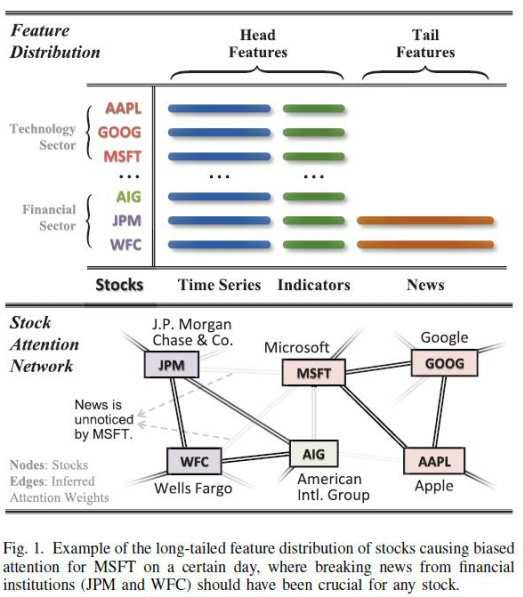 Feature
Distribution
Head
Features
Tail
Features
Technology
Sector
AAPL
GOOG
MSFT
... ... ...
Financial
Sector
AIG
JPM
WFC
Stocks Time Series Indicators News
Stock
Attention
Network
J.P. Morgan
Chase & Co.
JPM
Microsoft
MSFT
Google
GOOG
News is
unnoticed
by MSFT.
WFC
Wells Fargo
AIG
American
Intl. Group
AAPL
Apple
Nodes: Stocks
Edges: Inferred
Attention Weights
Fig. 1. Example of the long-tailed feature distribution of stocks causing biased
attention for MSFT on a certain day, where breaking news from financial
institutions (JPM and WFC) should have been crucial for any stock.